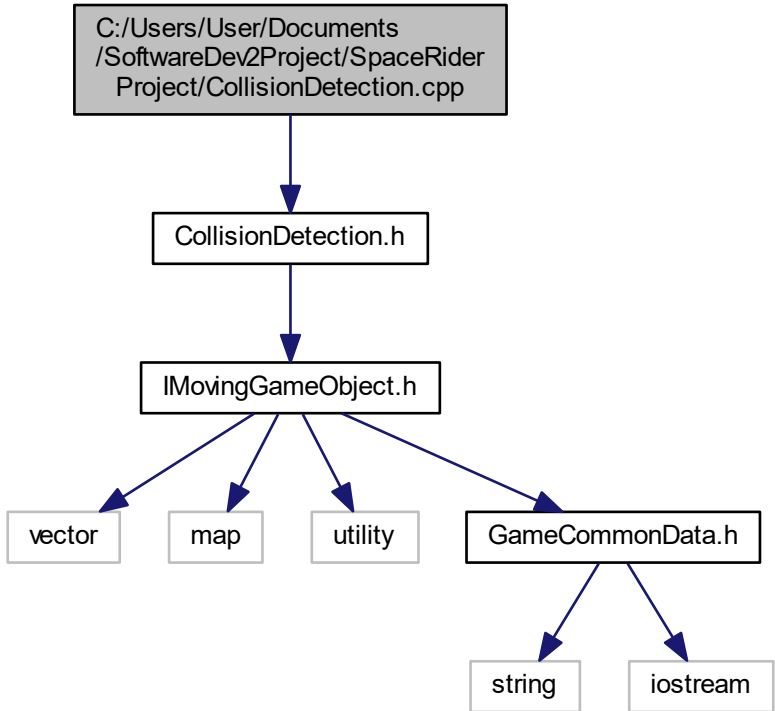 C:/Users/User/Documents
/SoftwareDev2Project/SpaceRider
Project/CollisionDetection.cpp
CollisionDetection.h
IMovingGameObject.h
vector
map
utility
GameCommonData.h
string
iostream